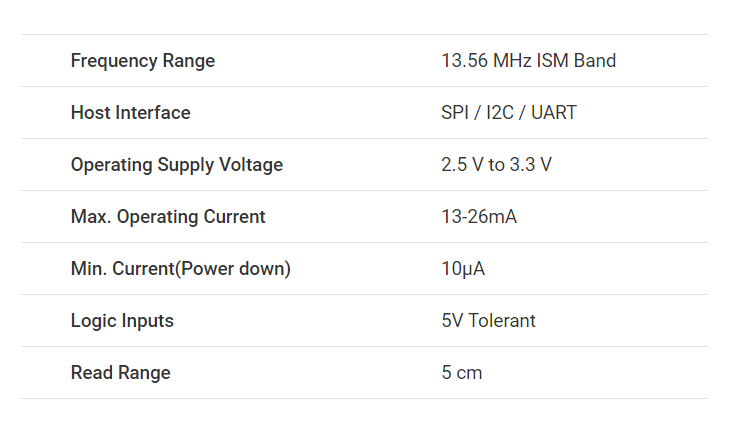 Frequency Range 13.56 MHz ISM Band
Host Interface SPI / I2C / UART
Operating Supply Voltage 2.5 V to 3.3 V
Max. Operating Current 13-26mA
Min. Current(Power down) 10µA
Logic Inputs 5V Tolerant
Read Range 5 cm